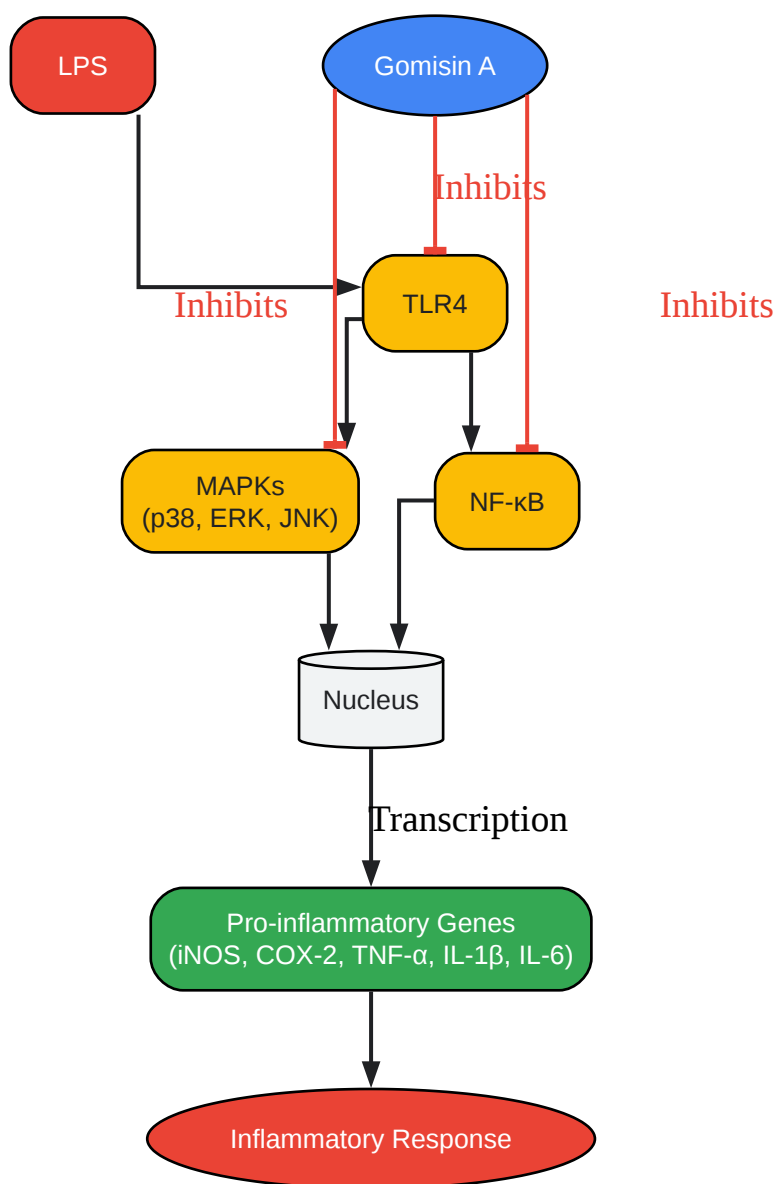 LPS
Gomisin A
Inhibits
TLR4
Inhibits
Inhibits
MAPKs
(p38, ERK, JNK)
NF-κB
Nucleus
Transcription
Pro-inflammatory Genes
(iNOS, COX-2, TNF-α, IL-1β, IL-6)
Inflammatory Response